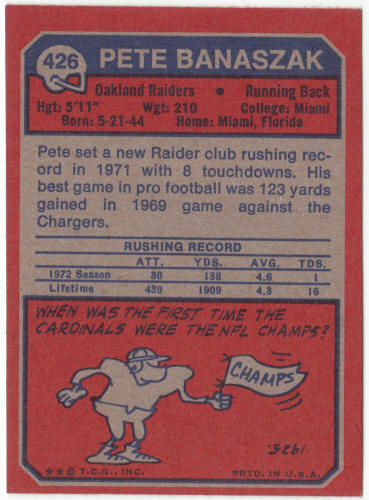 426 PETE BANASZAK
Oakland Raiders • Running Back
Hgt: 5'11" Wgt: 210 College: Miami
Born: 5-21-44 Home: Miami, Florida
Pete set a new Raider club rushing rec-
ord in 1971 with 8 touchdowns. His
best game in pro football was 123 yards
gained in 1969 game against the
Chargers.
RUSHING RECORD
ATT. YDS. AVG. TDS.
1972 Season 30 138 4.6 1
Lifetime 439 1909 4.3 16
WHEN WAS THE FIRST TIME THE
CARDINALS WERE THE NFL CHAMPS?
CHAMPS
1925.
**© T.C.G., INC. PRTD. IN U.S.A.